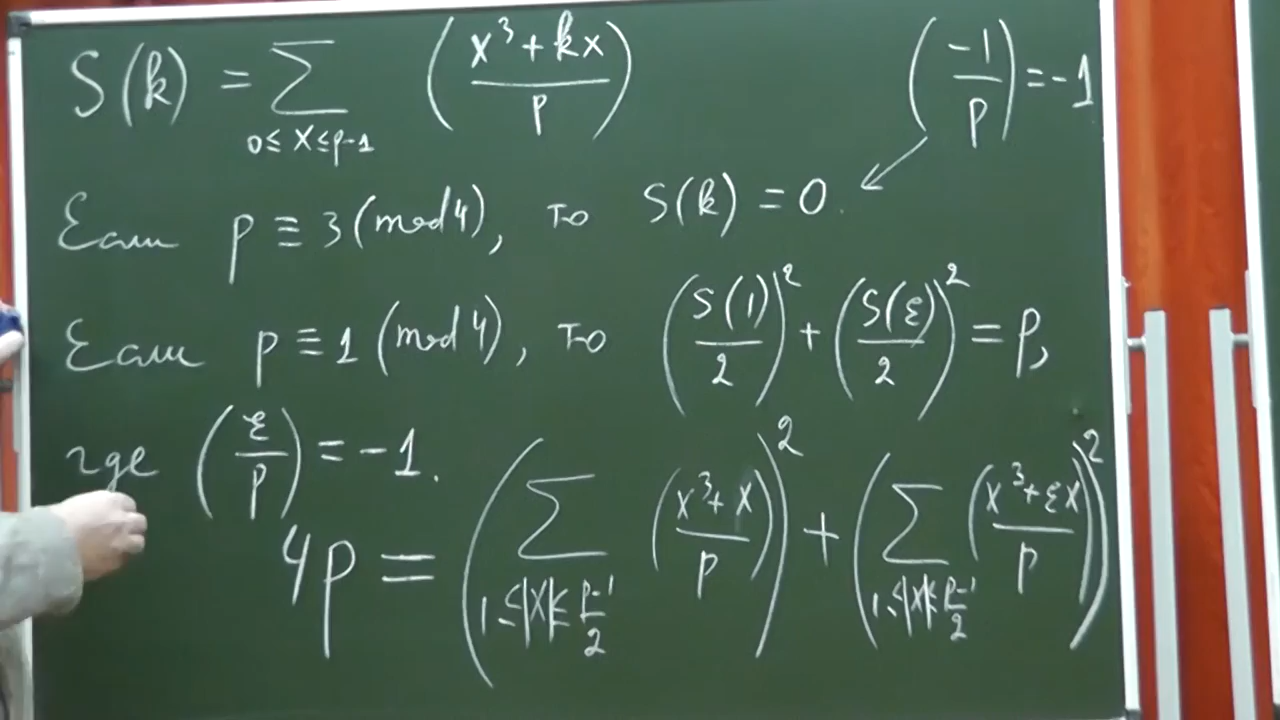 S(k) = ∑_{0≤x≤p-1} ((x³+kx)/p)   (-1/p) = -1
Если p ≡ 3 (mod 4), то S(k) = 0.
Если p ≡ 1 (mod 4), то (S(1)/2)² + (S(ε)/2)² = p,
где (ε/p) = -1.
4p = (∑_{1≤|x|≤(p-1)/2} ((x³+x)/p))² + (∑_{1≤|x|≤(p-1)/2} ((x³+εx)/p))²